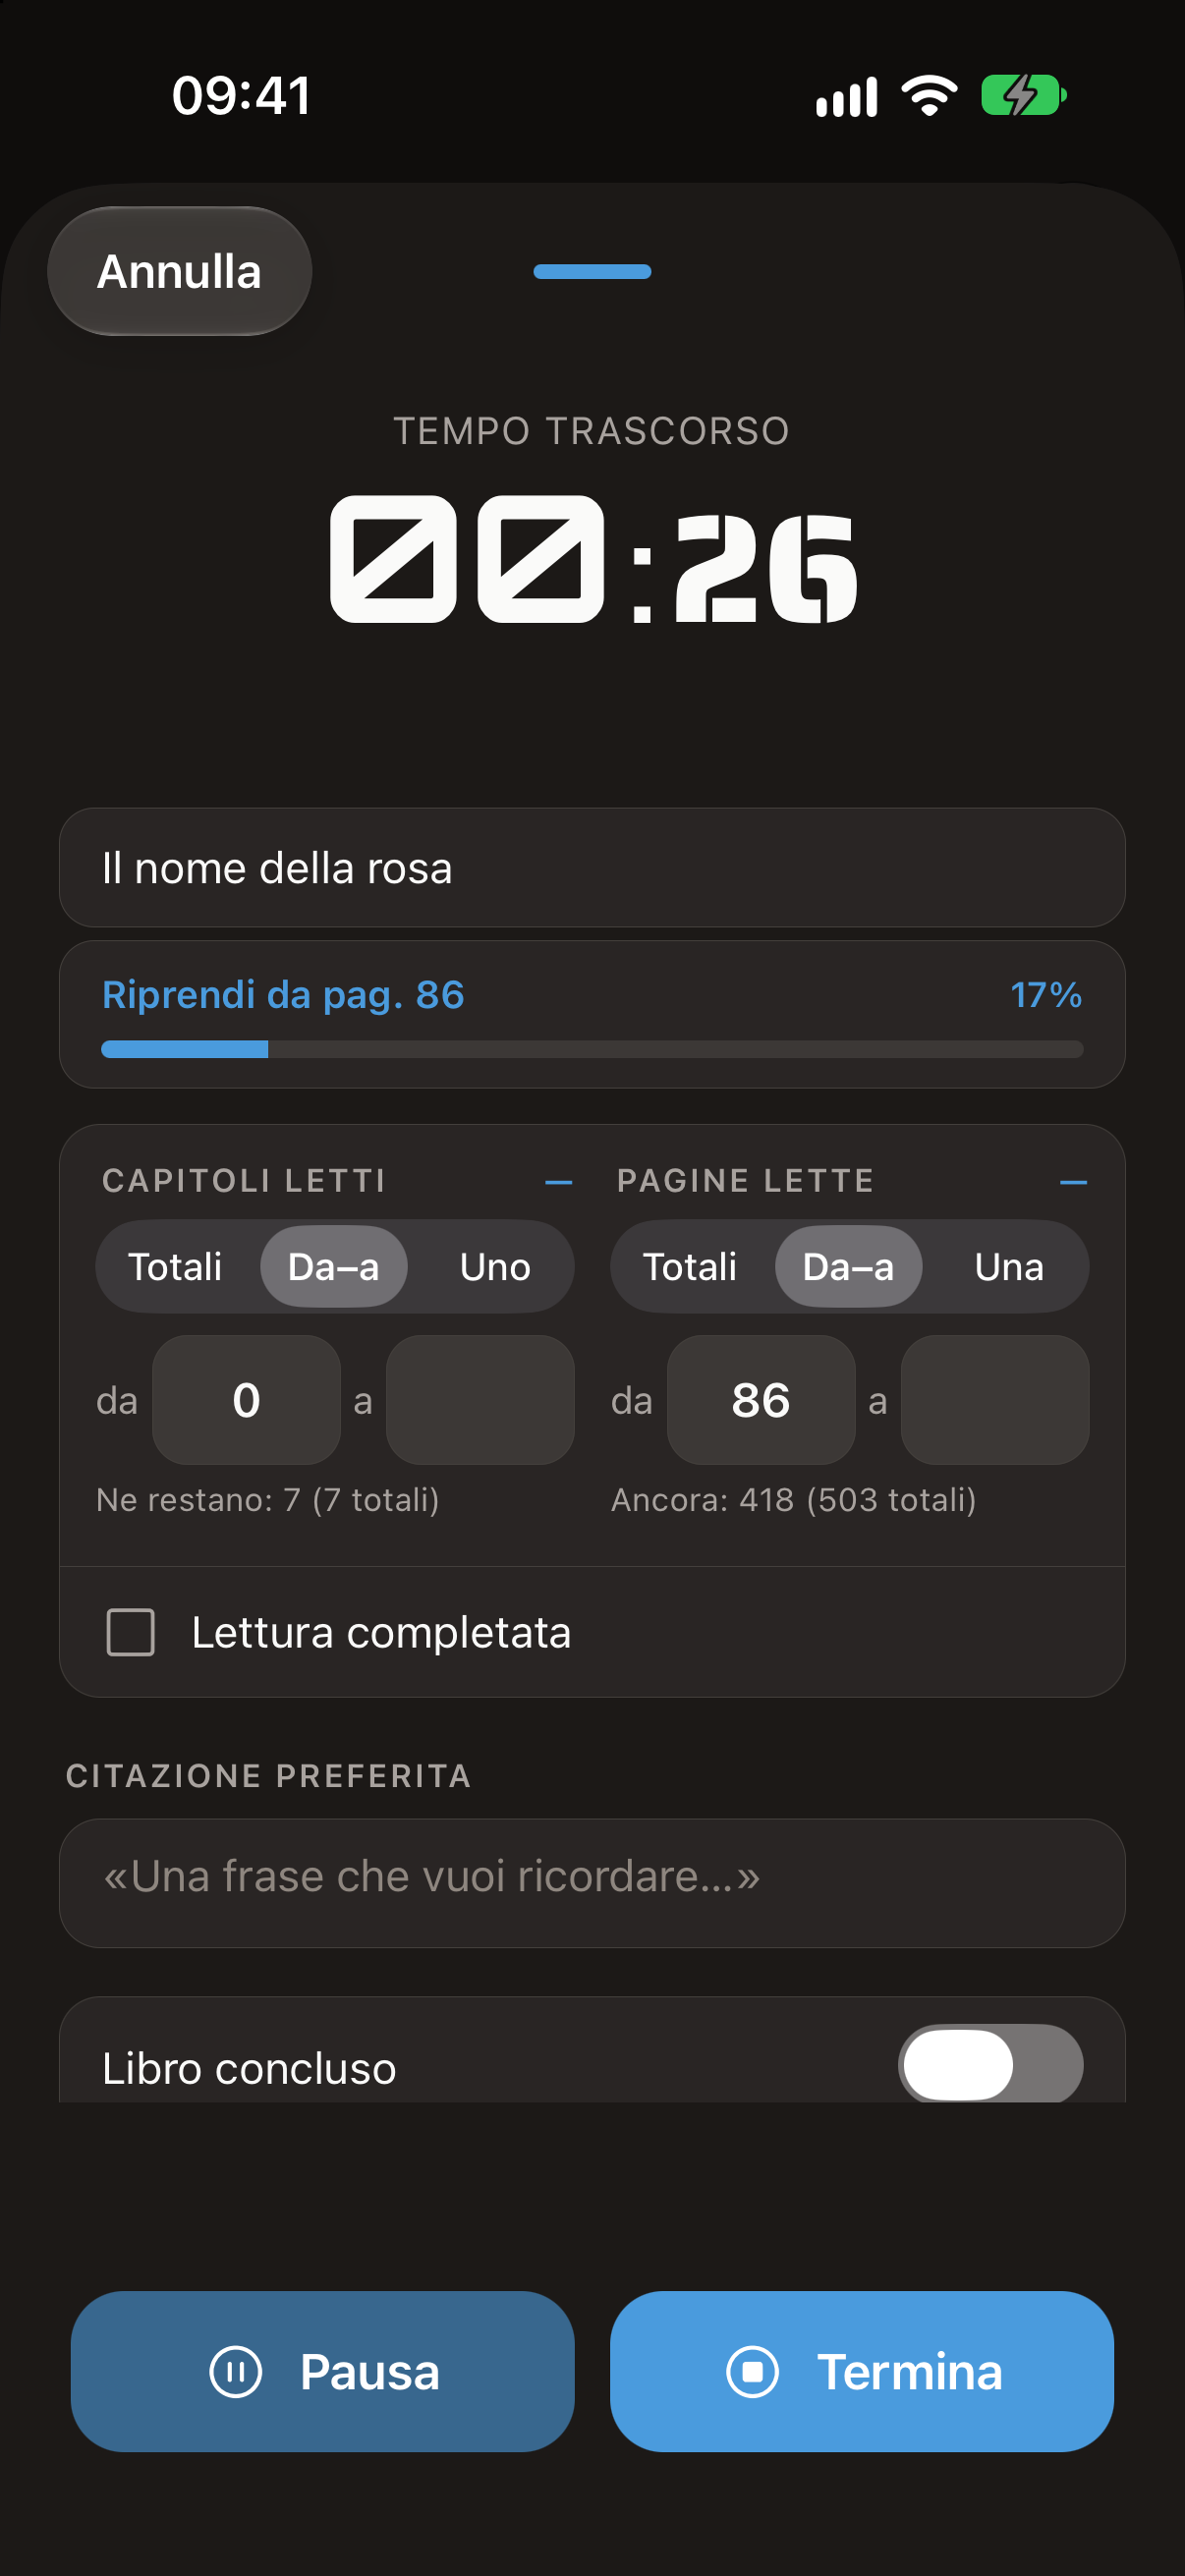 09:41
Annulla
TEMPO TRASCORSO
00:26
Il nome della rosa
Riprendi da pag. 86 17%
CAPITOLI LETTI – PAGINE LETTE –
Totali Da–a Uno Totali Da–a Una
da 0 a da 86 a
Ne restano: 7 (7 totali) Ancora: 418 (503 totali)
Lettura completata
CITAZIONE PREFERITA
«Una frase che vuoi ricordare...»
Libro concluso
Pausa Termina